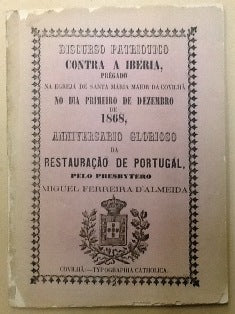 DISCURSO PATRIOTICO
CONTRA A IBERIA,
PRÉGADO
NA EGREJA DE SANTA MARIA MAIOR DA COVILHÃ
NO DIA PRIMEIRO DE DEZEMBRO
DE
1868,
ANNIVERSARIO GLORIOSO
DA
RESTAURAÇÃO DE PORTUGAL,
PELO PRESBYTERO
MIGUEL FERREIRA D'ALMEIDA
COVILHÃ—TYPOGRAPHIA CATHOLICA.